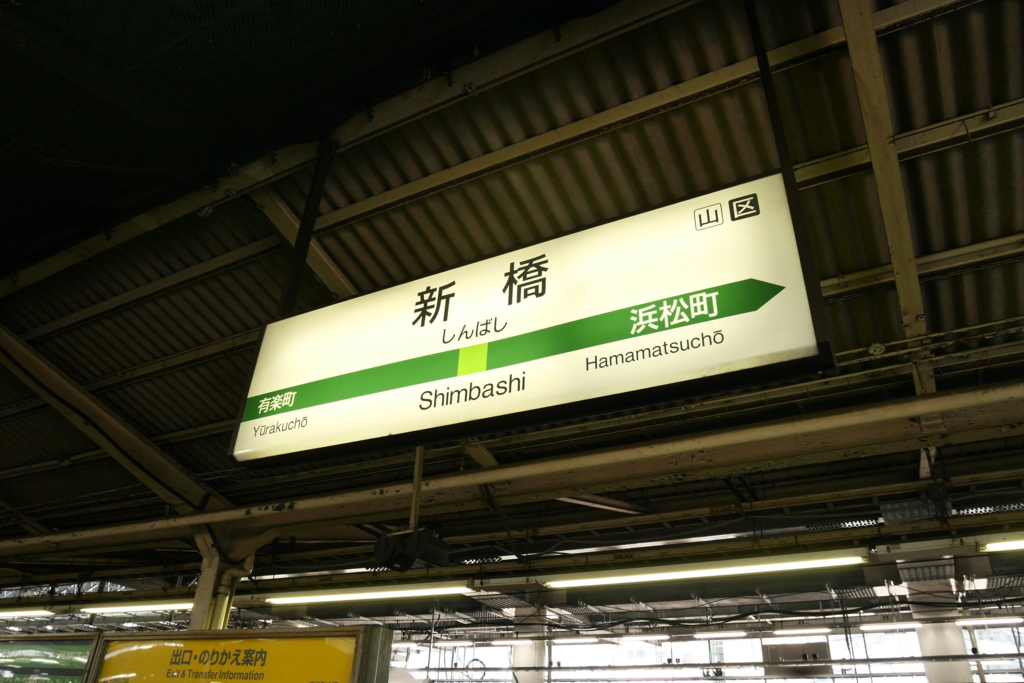 山 区
新橋
しんばし
有楽町 浜松町
Yūrakuchō Shimbashi Hamamatsuchō
出口・のりかえ案内
Exit & Transfer Information